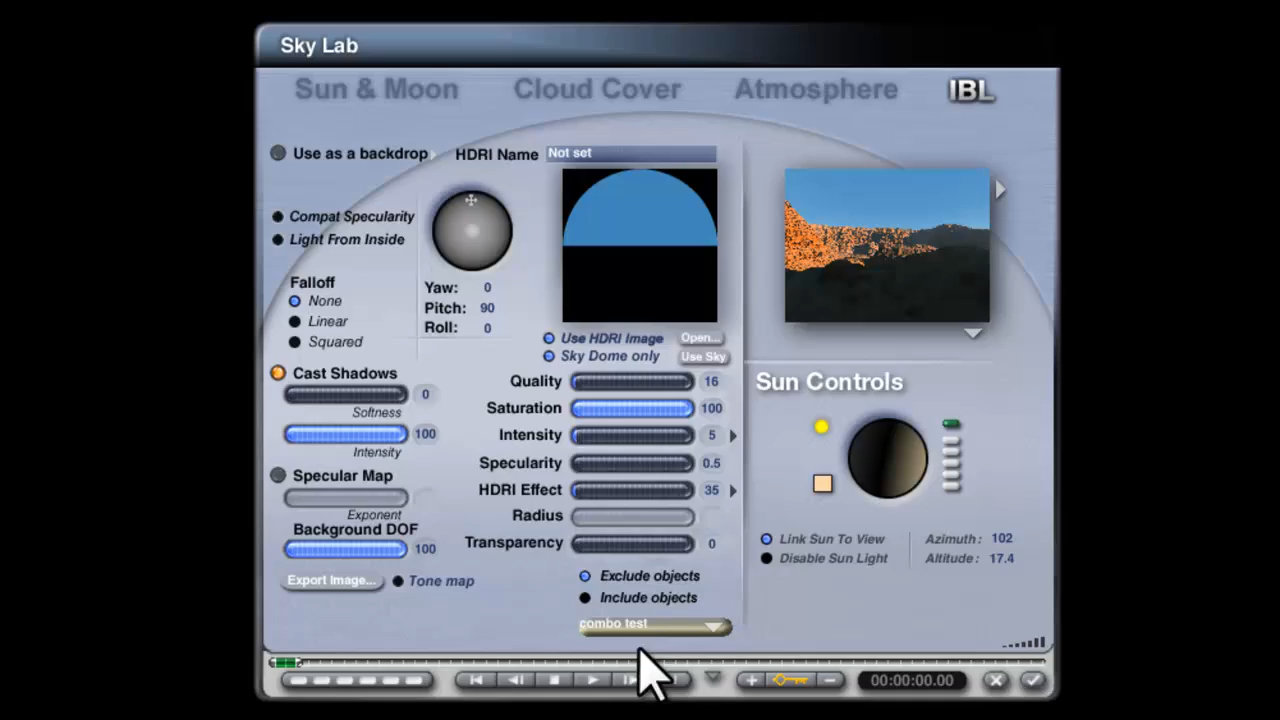 Sky Lab
Sun & Moon Cloud Cover Atmosphere IBL
Use as a backdrop HDRI Name Not set
Compat Specularity
Light From Inside
Falloff
None
Linear
Squared
Yaw: 0
Pitch: 90
Roll: 0
Use HDRI Image Open...
Sky Dome only Use Sky
Cast Shadows
0
Softness
100
Intensity
Specular Map
Exponent
Background DOF
100
Export Image... Tone map
Quality 16
Saturation 100
Intensity 5
Specularity 0.5
HDRI Effect 35
Radius
Transparency 0
Exclude objects
Include objects
combo test
Sun Controls
Link Sun To View Azimuth: 102
Disable Sun Light Altitude: 17.4
00:00:00.00